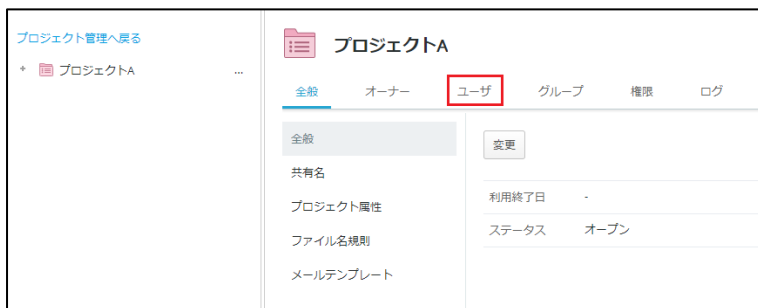 プロジェクト管理へ戻る
プロジェクトA ...
プロジェクトA
全般 オーナー ユーザ グループ 権限 ログ
全般
共有名
プロジェクト属性
ファイル名規則
メールテンプレート
変更
利用終了日 -
ステータス オープン